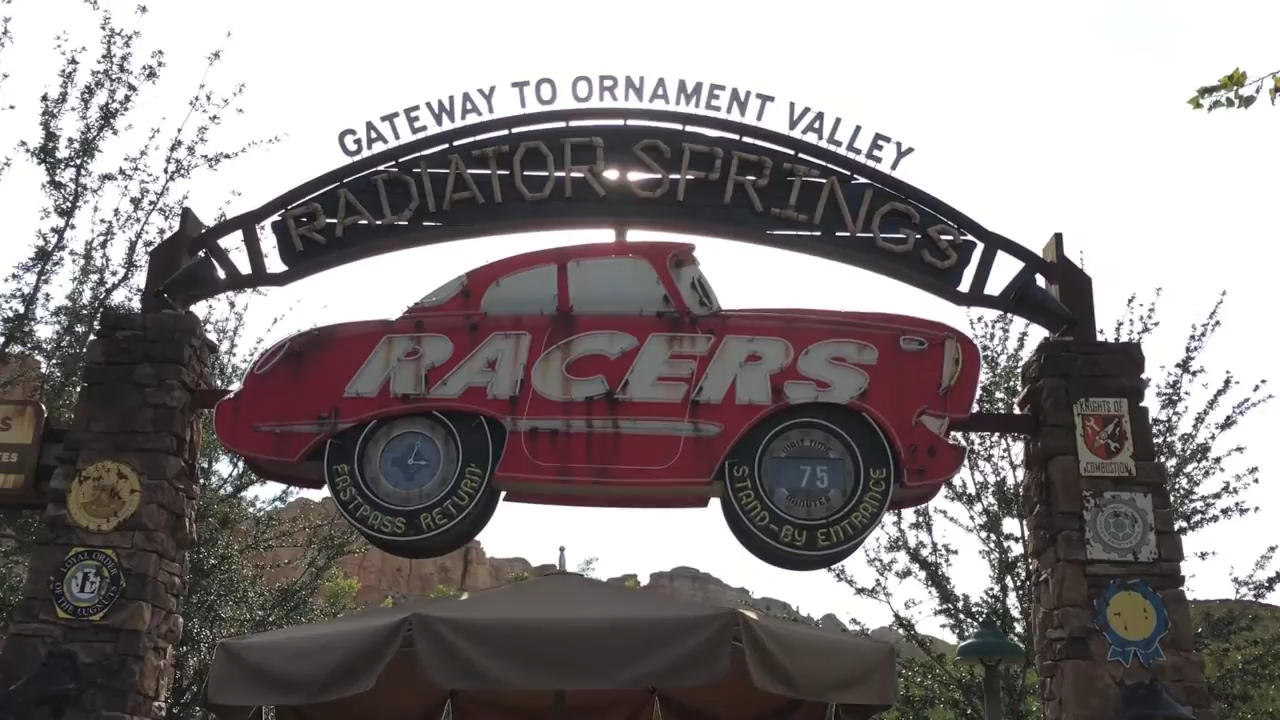 GATEWAY TO ORNAMENT VALLEY
RADIATOR SPRINGS
RACERS
FASTPASS RETURN
WAIT TIME
75
MINUTES
STAND-BY ENTRANCE
KNIGHTS OF
COMBUSTION
LOYAL ORDER
OF THE LUGNUTS